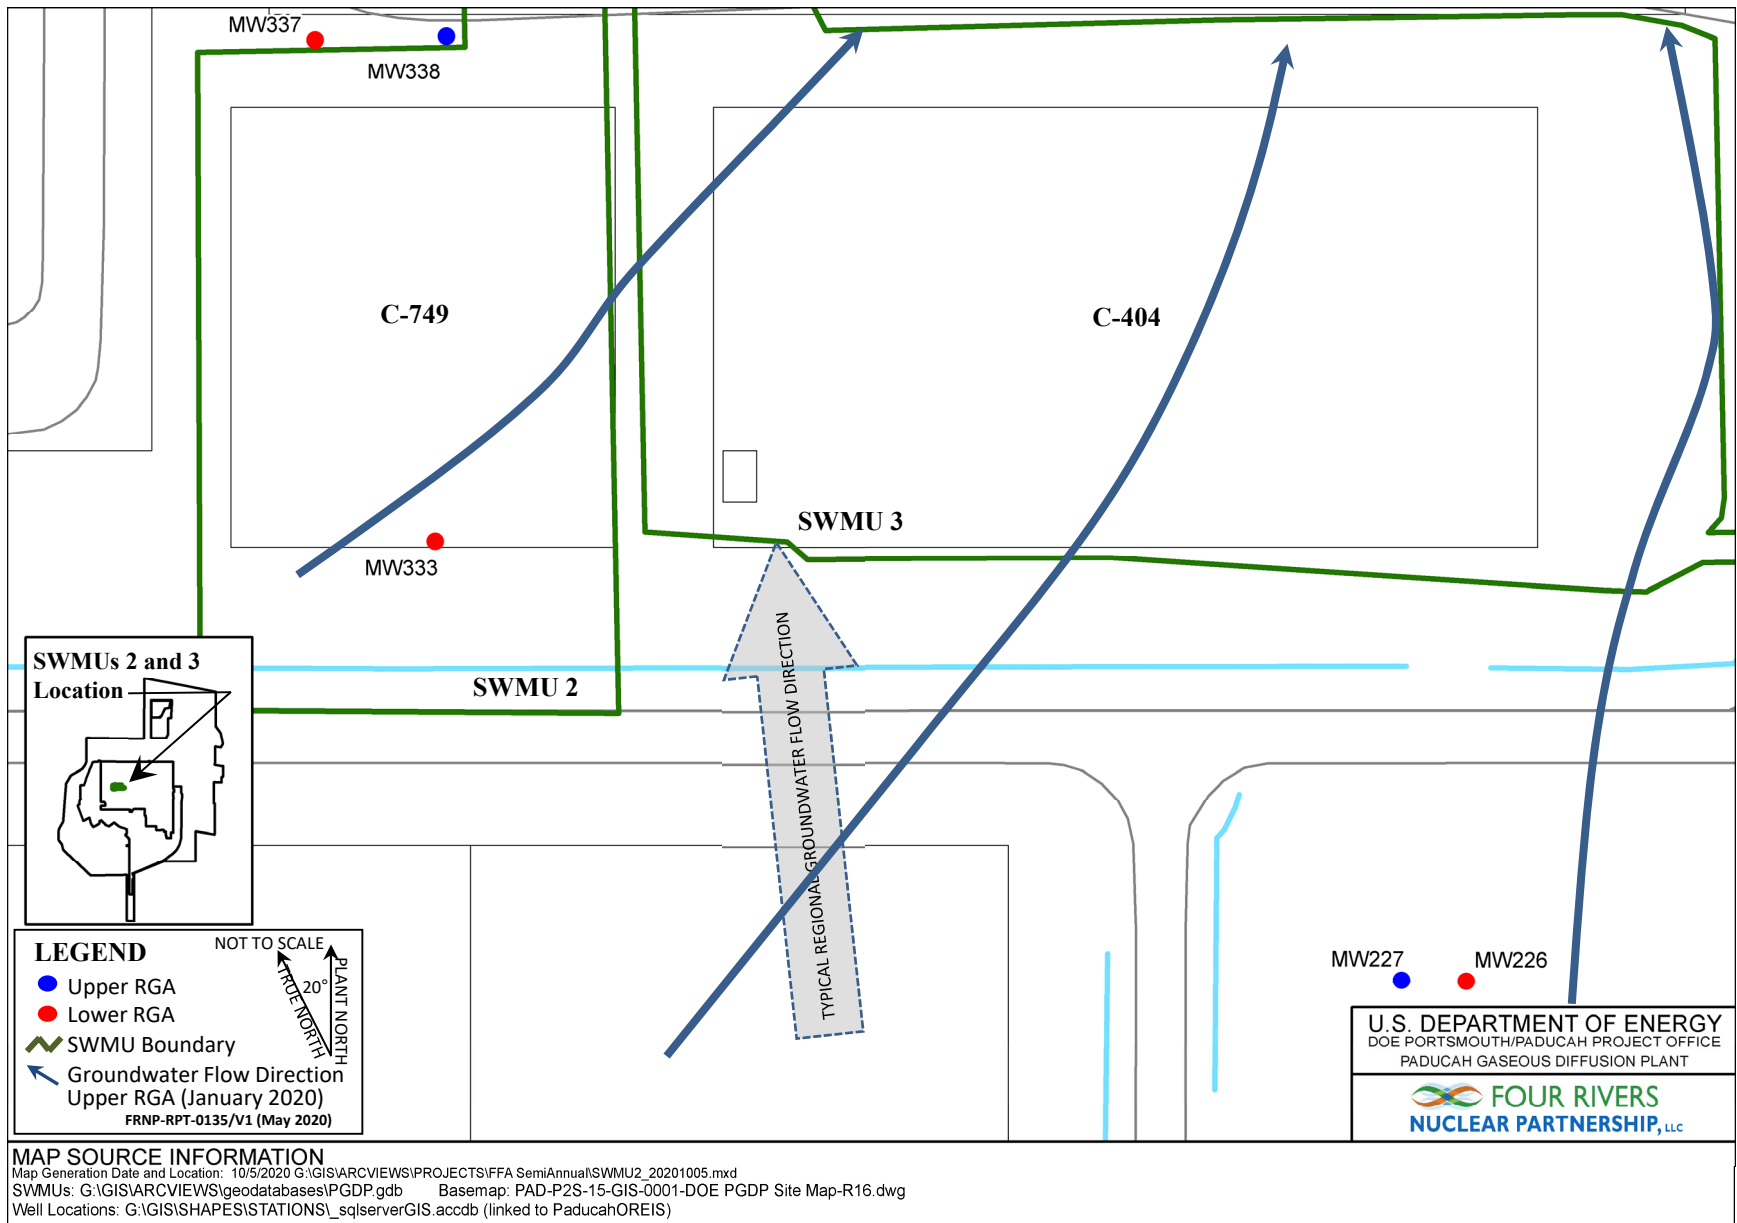 MW337
MW338
C-749
C-404
SWMU 3
MW333
TYPICAL REGIONAL GROUNDWATER FLOW DIRECTION
SWMUs 2 and 3
Location
SWMU 2
MW227
MW226
LEGEND
NOT TO SCALE
TRUE NORTH
20°
PLANT NORTH
Upper RGA
Lower RGA
SWMU Boundary
Groundwater Flow Direction
Upper RGA (January 2020)
FRNP-RPT-0135/V1 (May 2020)
U.S. DEPARTMENT OF ENERGY
DOE PORTSMOUTH/PADUCAH PROJECT OFFICE
PADUCAH GASEOUS DIFFUSION PLANT
FOUR RIVERS
NUCLEAR PARTNERSHIP, LLC
MAP SOURCE INFORMATION
Map Generation Date and Location: 10/5/2020 G:\GIS\ARCVIEWS\PROJECTS\FFA SemiAnnual\SWMU2_20201005.mxd
SWMUs: G:\GIS\ARCVIEWS\geodatabases\PGDP.gdb Basemap: PAD-P2S-15-GIS-0001-DOE PGDP Site Map-R16.dwg
Well Locations: G:\GIS\SHAPES\STATIONS\_sqlserverGIS.accdb (linked to PaducahOREIS)